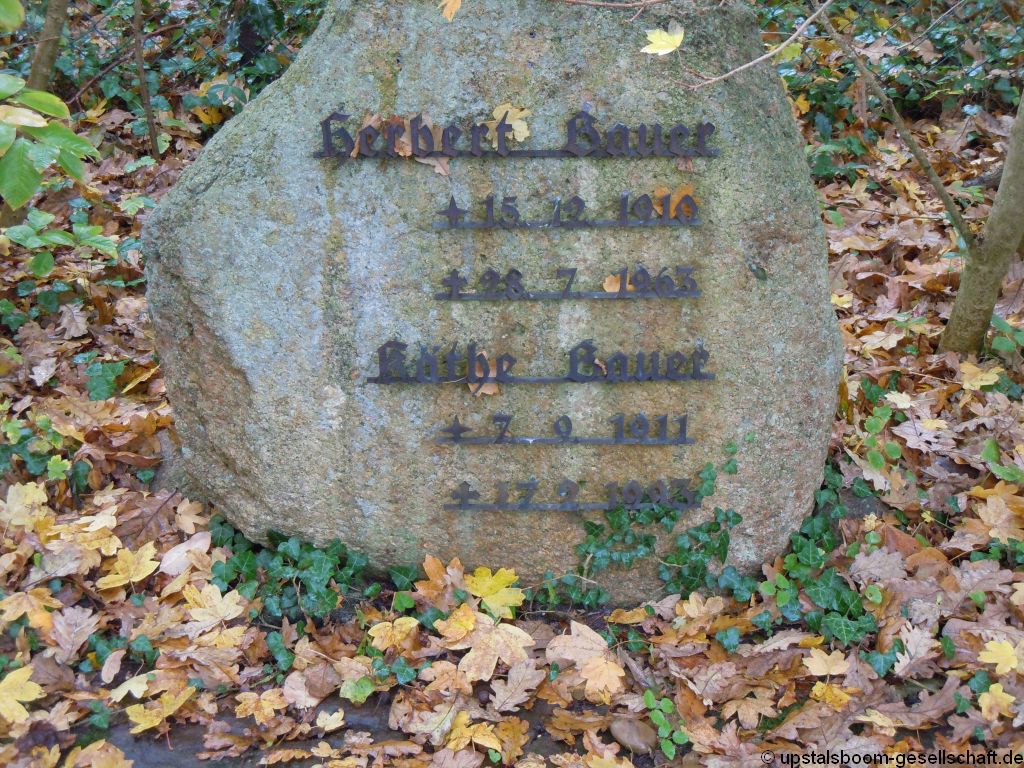 Herbert Bauer
★ 15. 12. 1910
✝ 28. 7. 1963
Käthe Bauer
★ 7. 9. 1911
✝ 17. 2. 1993
© upstalsboom-gesellschaft.de